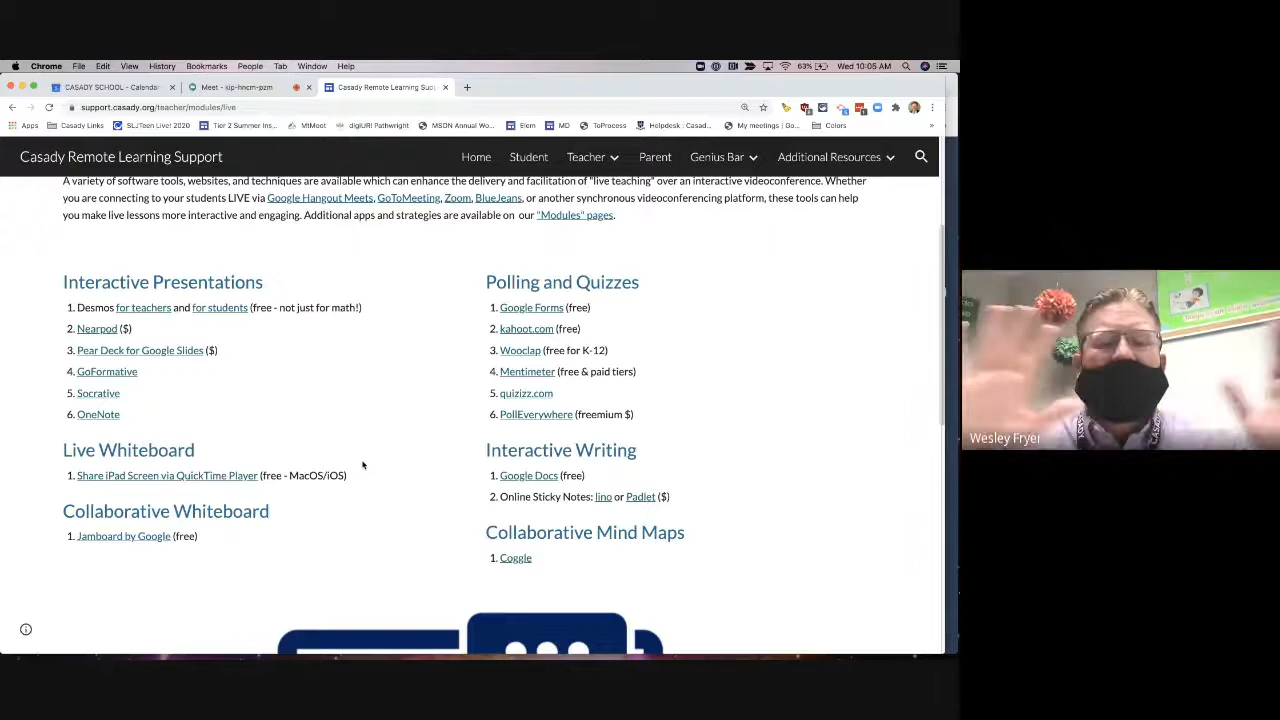 Chrome File Edit View History Bookmarks People Tab Window Help 63% Wed 10:05 AM
CASADY SCHOOL - Calendar Meet - kip-hncm-pzm Casady Remote Learning Supp
support.casady.org/teacher/modules/live
Apps Casady Links SLJTeen Live! 2020 Tier 2 Summer Ins... MtMoot digiURI Pathwright MSON Annual Wo... Elem MD ToProcess Helpdesk : Casad... My meetings | Go... Colors »
Casady Remote Learning Support Home Student Teacher Parent Genius Bar Additional Resources
A variety of software tools, websites, and techniques are available which can enhance the delivery and facilitation of "live teaching" over an interactive videoconference. Whether
you are connecting to your students LIVE via Google Hangout Meets, GoToMeeting, Zoom, BlueJeans, or another synchronous videoconferencing platform, these tools can help
you make live lessons more interactive and engaging. Additional apps and strategies are available on our "Modules" pages.
Interactive Presentations
1. Desmos for teachers and for students (free - not just for math!)
2. Nearpod ($)
3. Pear Deck for Google Slides ($)
4. GoFormative
5. Socrative
6. OneNote
Live Whiteboard
1. Share iPad Screen via QuickTime Player (free - MacOS/iOS)
Collaborative Whiteboard
1. Jamboard by Google (free)
Polling and Quizzes
1. Google Forms (free)
2. kahoot.com (free)
3. Wooclap (free for K-12)
4. Mentimeter (free & paid tiers)
5. quizizz.com
6. PollEverywhere (freemium $)
Interactive Writing
1. Google Docs (free)
2. Online Sticky Notes: lino or Padlet ($)
Collaborative Mind Maps
1. Coggle
CASADY
Wesley Fryer